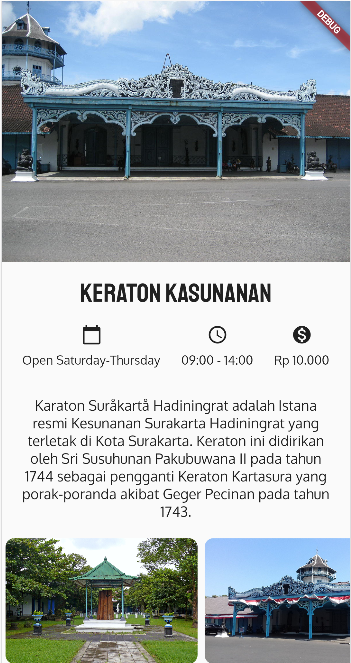 DEBUG
KERATON KASUNANAN
Open Saturday-Thursday
09:00 - 14:00
Rp 10.000
Karaton Suråkartå Hadiningrat adalah Istana
resmi Kesunanan Surakarta Hadiningrat yang
terletak di Kota Surakarta. Keraton ini didirikan
oleh Sri Susuhunan Pakubuwana II pada tahun
1744 sebagai pengganti Keraton Kartasura yang
porak-poranda akibat Geger Pecinan pada tahun
1743.